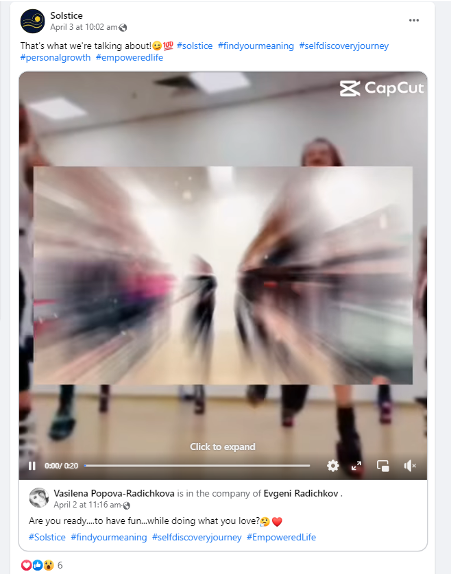 Solstice
April 3 at 10:02 am
That's what we're talking about! #solstice #findyourmeaning #selfdiscoveryjourney
#personalgrowth #empoweredlife
CapCut
Click to expand
0:00 / 0:20
Vasilena Popova-Radichkova is in the company of Evgeni Radichkov .
April 2 at 11:16 am
Are you ready....to have fun...while doing what you love?
#Solstice #findyourmeaning #selfdiscoveryjourney #EmpoweredLife
6